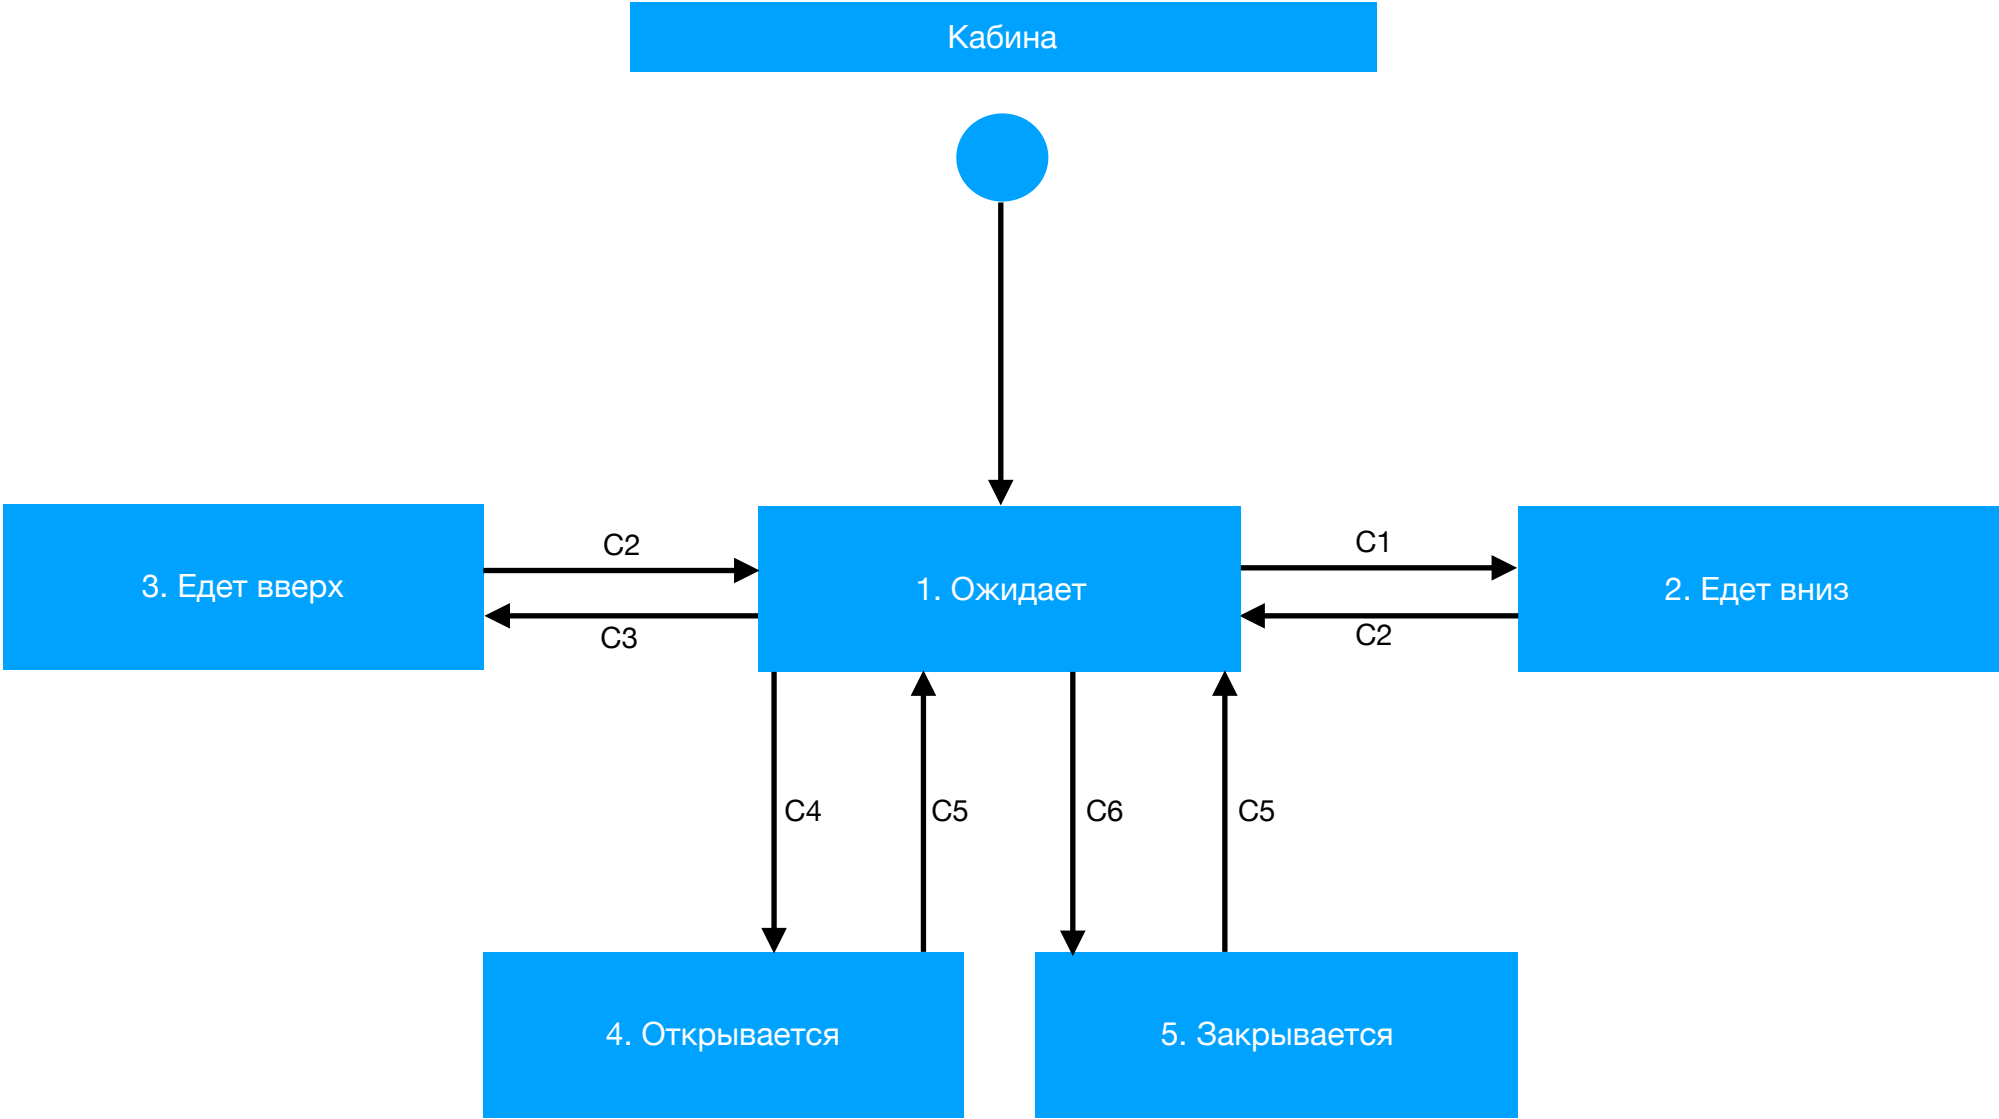 Кабина
C2
C1
3. Едет вверх
1. Ожидает
2. Едет вниз
C3
C2
C4
C5
C6
C5
4. Открывается
5. Закрывается